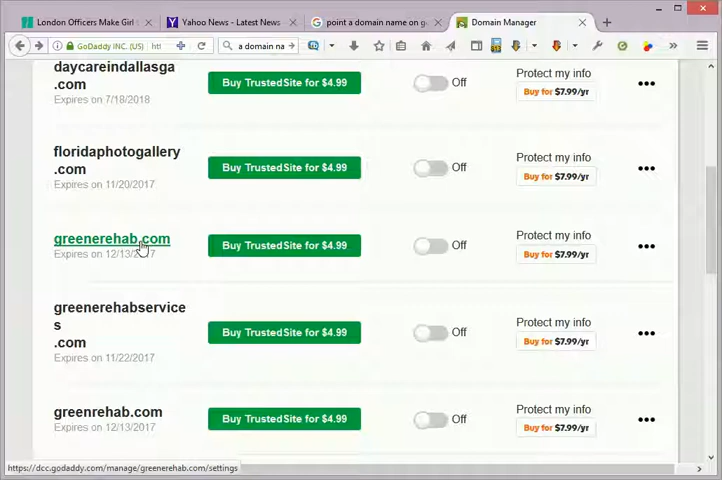 London Officers Make Girl
Yahoo News - Latest News
point a domain name on g
Domain Manager
GoDaddy INC. (US)
a domain na
daycareindallasga
.com
Expires on 7/18/2018
Buy TrustedSite for $4.99
Off
Protect my info
Buy for $7.99/yr
floridaphotogallery
.com
Expires on 11/20/2017
Buy TrustedSite for $4.99
Off
Protect my info
Buy for $7.99/yr
greenerehab.com
Expires on 12/13/2017
Buy TrustedSite for $4.99
Off
Protect my info
Buy for $7.99/yr
greenerehabservice
s
.com
Expires on 11/22/2017
Buy TrustedSite for $4.99
Off
Protect my info
Buy for $7.99/yr
greenrehab.com
Expires on 12/13/2017
Buy TrustedSite for $4.99
Off
Protect my info
Buy for $7.99/yr
https://dcc.godaddy.com/manage/greenerehab.com/settings